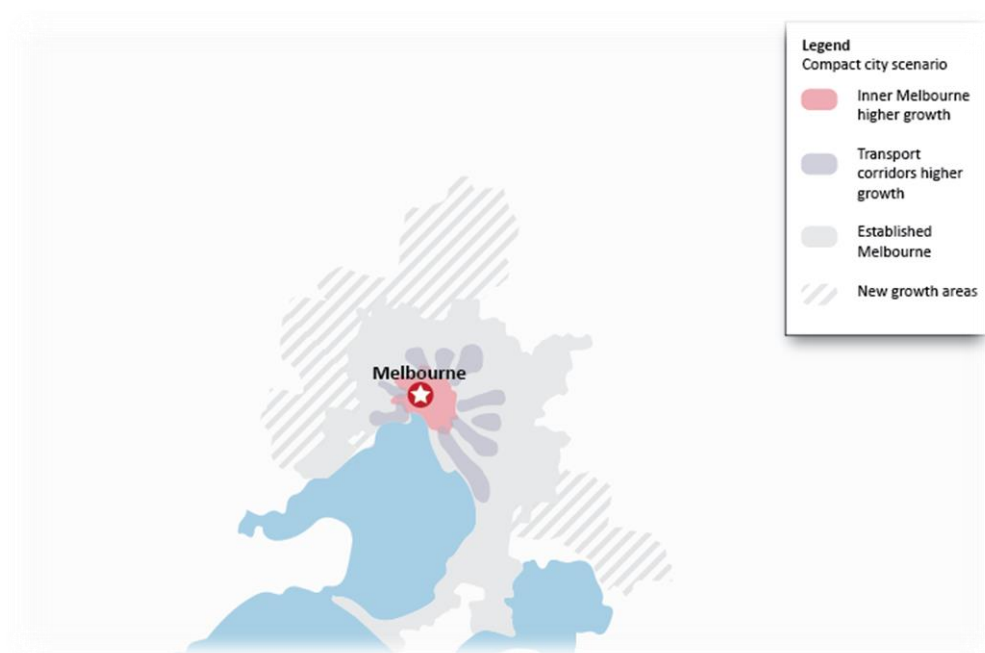 Legend
Compact city scenario
Inner Melbourne
higher growth
Transport
corridors higher
growth
Established
Melbourne
New growth areas
Melbourne